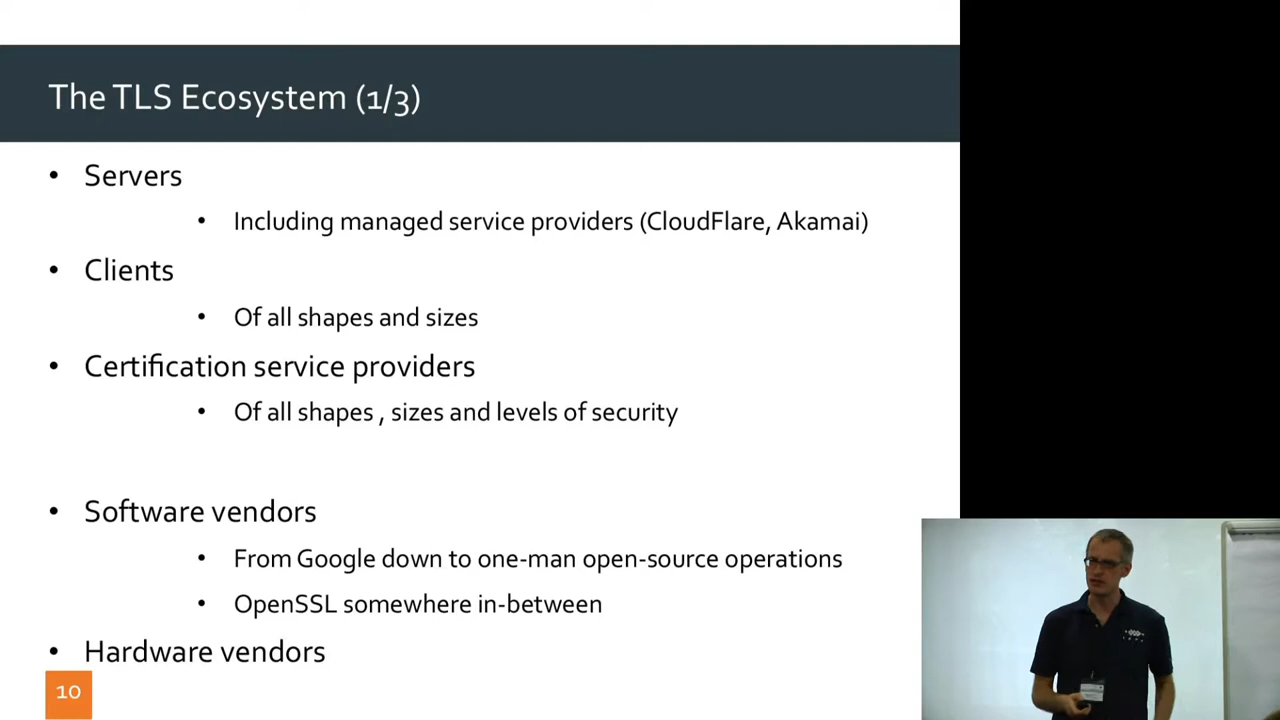 The TLS Ecosystem (1/3)
• Servers
• Including managed service providers (CloudFlare, Akamai)
• Clients
• Of all shapes and sizes
• Certification service providers
• Of all shapes , sizes and levels of security
• Software vendors
• From Google down to one-man open-source operations
• OpenSSL somewhere in-between
• Hardware vendors
10